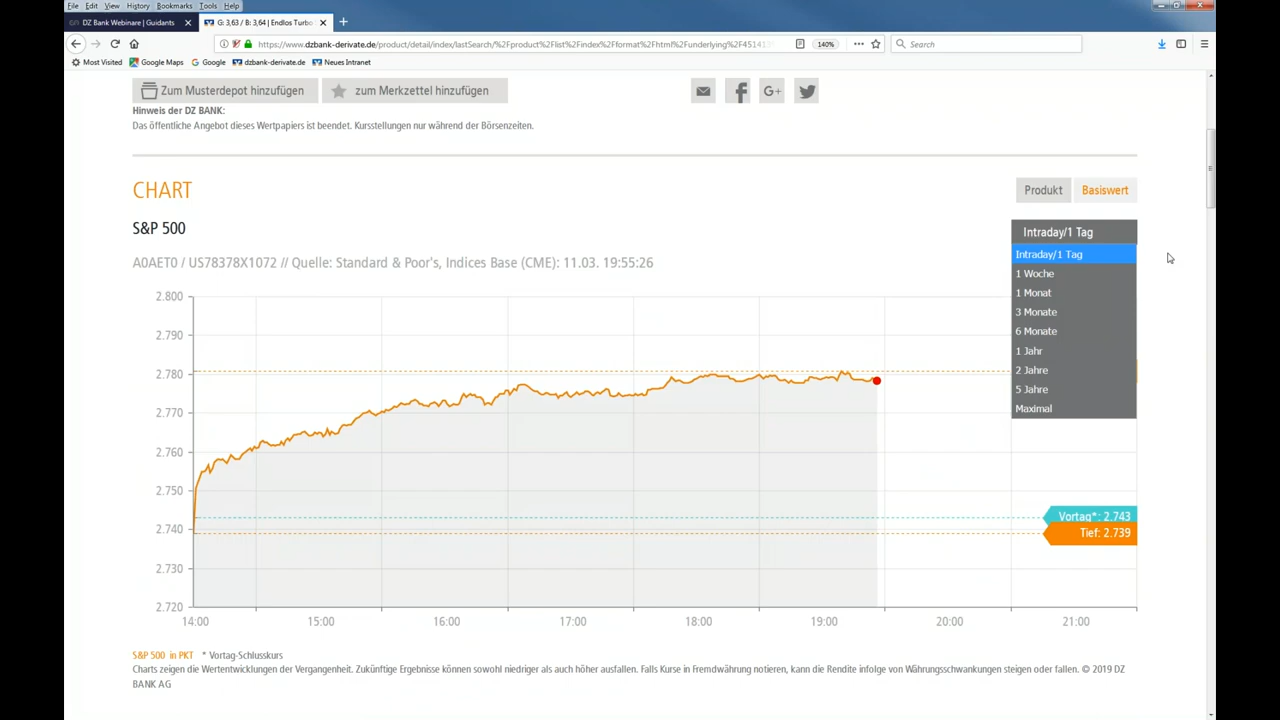 File Edit View History Bookmarks Tools Help
DZ Bank Webinare | Guidants
G: 3,63 / B: 3,64 | Endlos Turbo
https://www.dzbank-derivate.de/product/detail/index/lastSearch/%2Fproduct%2Flist%2Findex%2Fformat%2Fhtml%2Funderlying%2F45141
140%
Search
Most Visited Google Maps Google dzbank-derivate.de Neues Intranet
Zum Musterdepot hinzufügen
zum Merkzettel hinzufügen
G+
Hinweis der DZ BANK:
Das öffentliche Angebot dieses Wertpapiers ist beendet. Kursstellungen nur während der Börsenzeiten.
CHART
Produkt
Basiswert
S&P 500
Intraday/1 Tag
Intraday/1 Tag
1 Woche
1 Monat
3 Monate
6 Monate
1 Jahr
2 Jahre
5 Jahre
Maximal
A0AET0 / US78378X1072 // Quelle: Standard & Poor's, Indices Base (CME): 11.03. 19:55:26
2.800
2.790
2.780
2.770
2.760
2.750
2.740
2.730
2.720
Vortag*: 2.743
Tief: 2.739
14:00 15:00 16:00 17:00 18:00 19:00 20:00 21:00
S&P 500 in PKT * Vortag-Schlusskurs
Charts zeigen die Wertentwicklungen der Vergangenheit. Zukünftige Ergebnisse können sowohl niedriger als auch höher ausfallen. Falls Kurse in Fremdwährung notieren, kann die Rendite infolge von Währungsschwankungen steigen oder fallen. © 2019 DZ
BANK AG